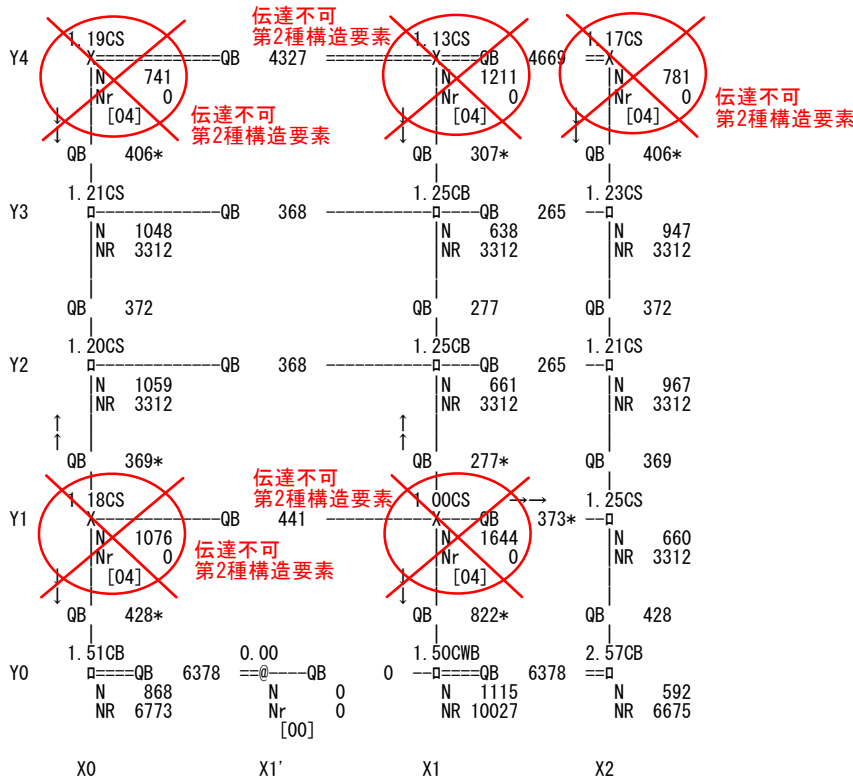 伝達不可
第2種構造要素
1.19CS 1.13CS 1.17CS
Y4 X=============QB 4327 ===========X====QB 4669 ==X
|N 741 |N 1211 |N 781
|Nr 0 |Nr 0 |Nr 0
[04] [04] [04]
伝達不可
第2種構造要素
伝達不可
第2種構造要素
↓ ↓ ↓
↓ ↓ ↓
QB 406* QB 307* QB 406*
1.21CS 1.25CB 1.23CS
Y3 ¤-------------QB 368 -----------¤----QB 265 --¤
|N 1048 |N 638 |N 947
|NR 3312 |NR 3312 |NR 3312
QB 372 QB 277 QB 372
1.20CS 1.25CB 1.21CS
Y2 ¤-------------QB 368 -----------¤----QB 265 --¤
|N 1059 |N 661 |N 967
|NR 3312 |NR 3312 |NR 3312
↑ ↑
↑ ↑
QB 369* QB 277* QB 369
伝達不可
第2種構造要素
1.18CS 1.00CS →→ 1.25CS
Y1 X-------------QB 441 -----------X----QB 373* --¤
|N 1076 |N 1644 |N 660
|Nr 0 |Nr 0 |NR 3312
[04] [04]
伝達不可
第2種構造要素
↓ ↓
↓ ↓
QB 428* QB 822* QB 428
1.51CB 0.00 1.50CWB 2.57CB
Y0 ¤====QB 6378 ==@----QB 0 --¤====QB 6378 ==¤
N 868 N 0 N 1115 N 592
NR 6773 Nr 0 NR 10027 NR 6675
[00]
X0 X1' X1 X2